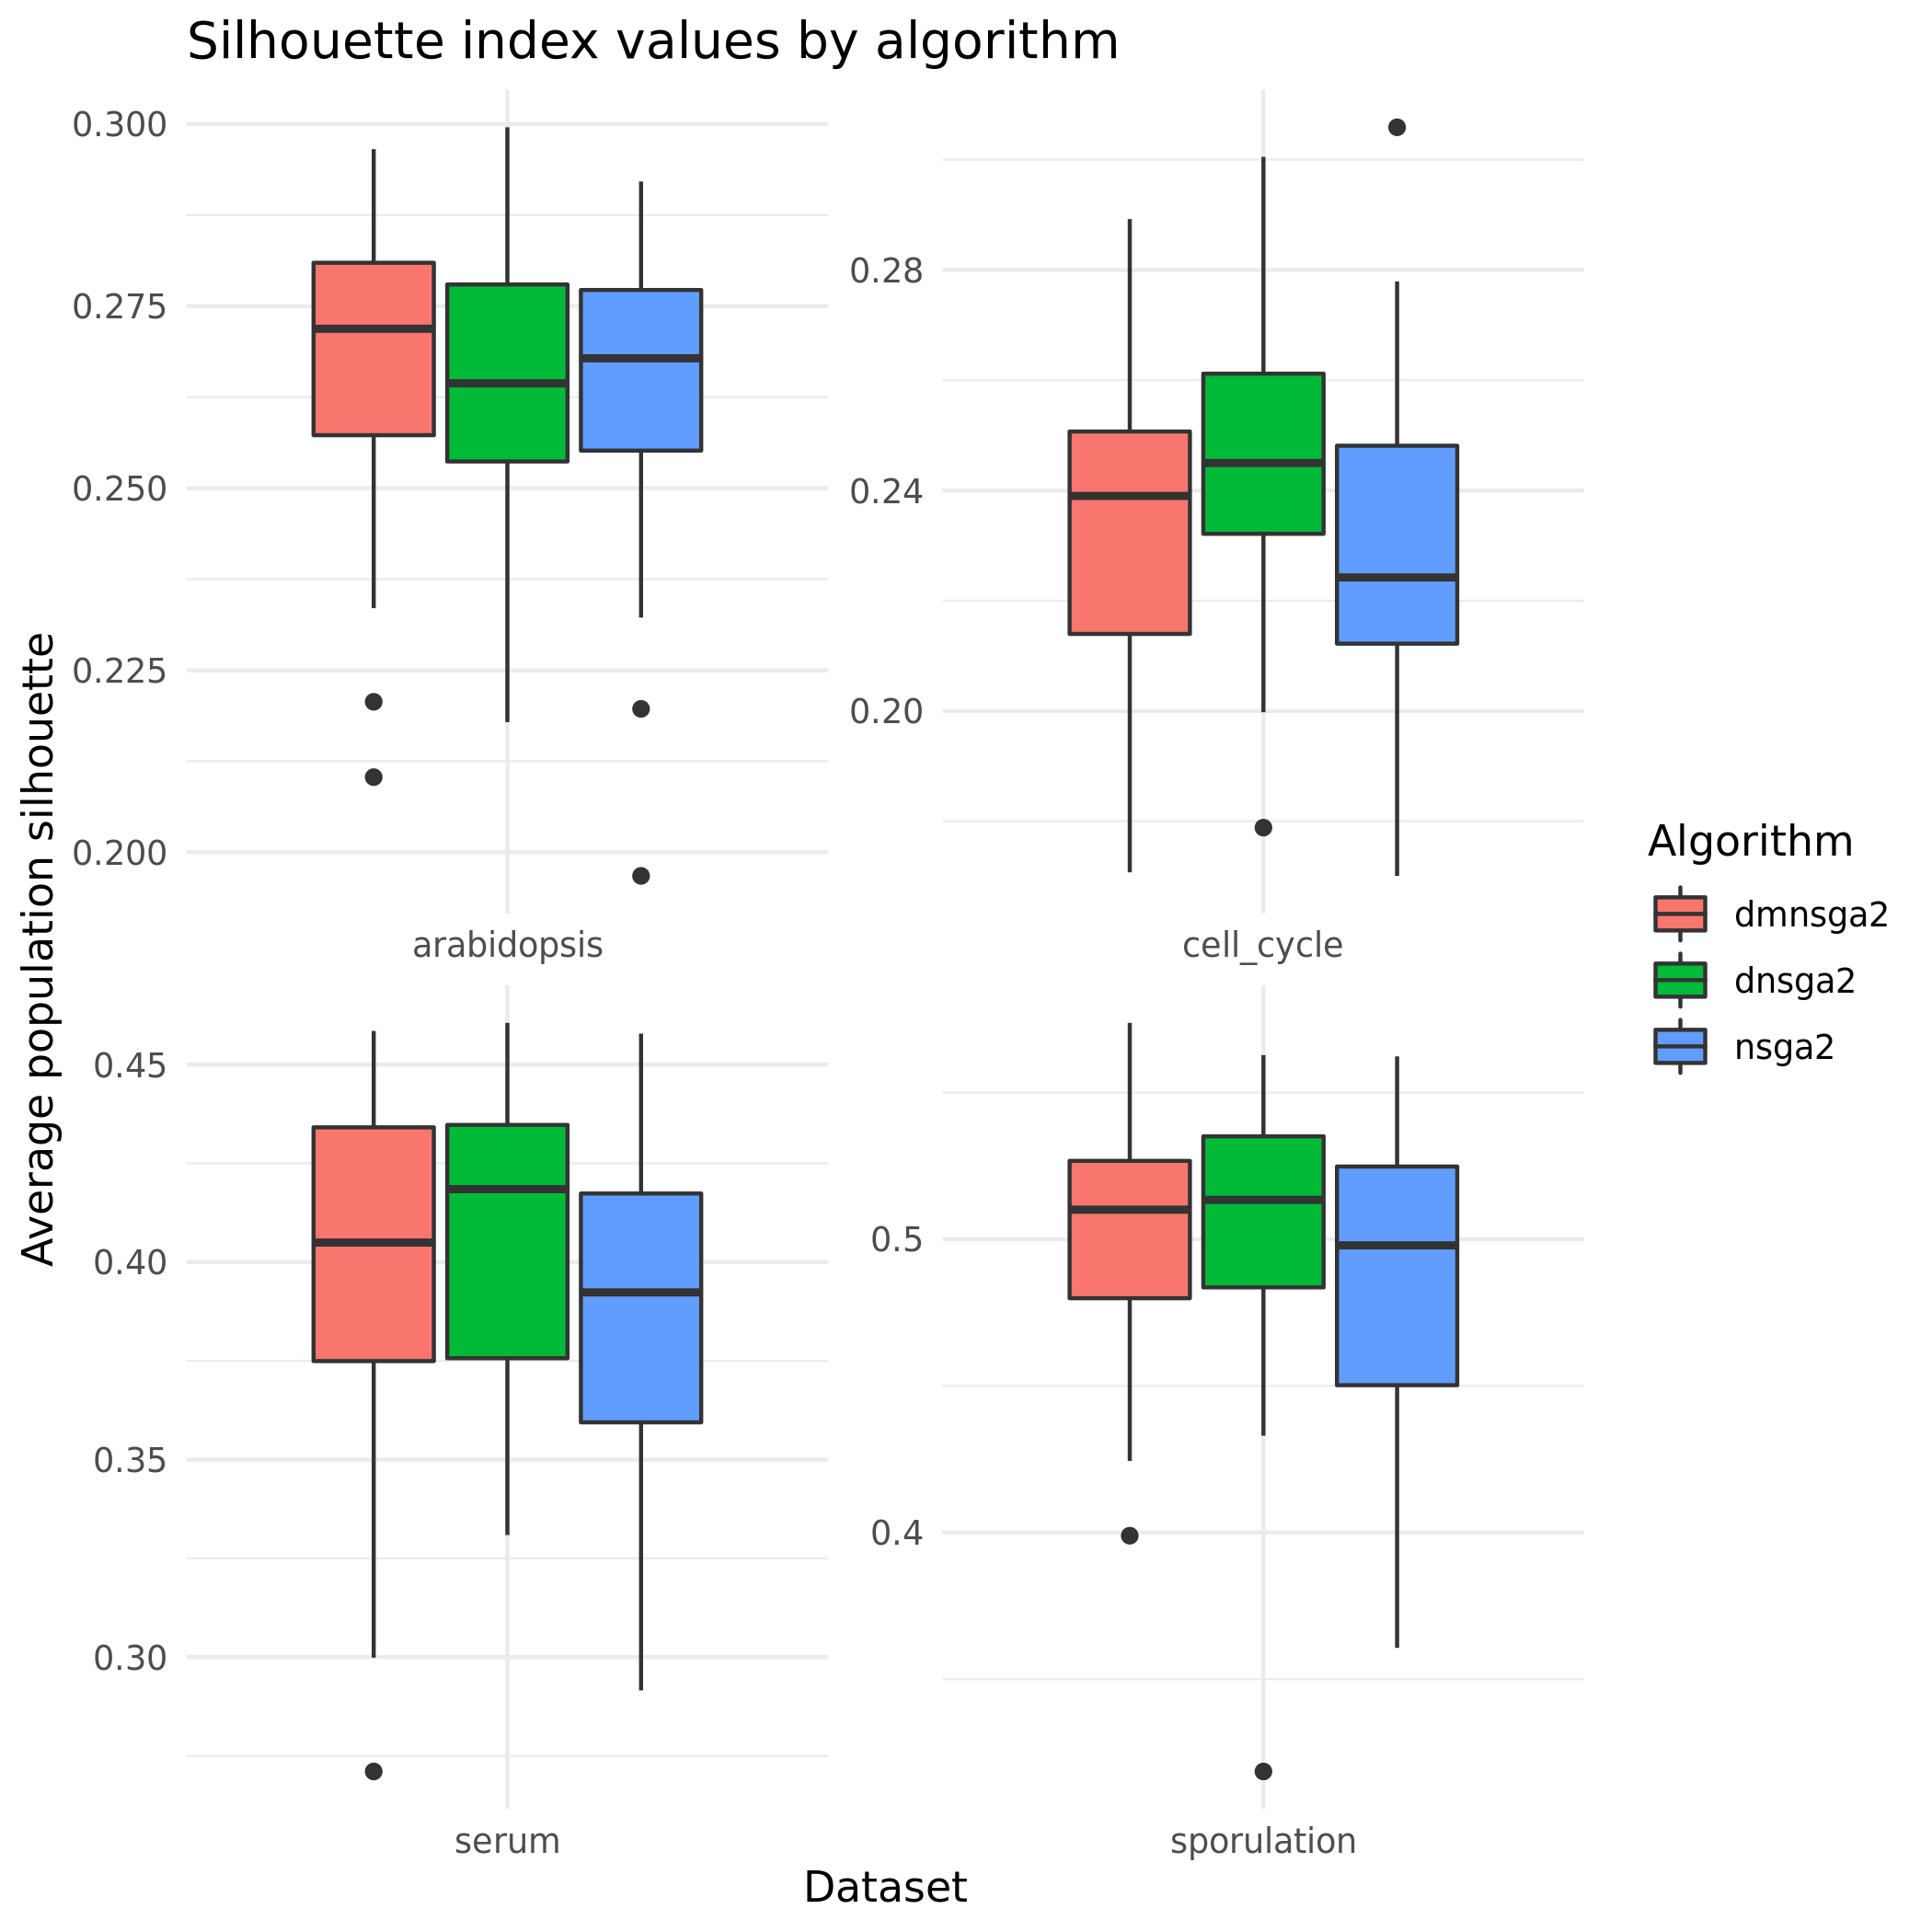 Silhouette index values by algorithm
Average population silhouette
0.300
0.275
0.250
0.225
0.200
arabidopsis
0.28
0.24
0.20
cell_cycle
0.45
0.40
0.35
0.30
serum
0.5
0.4
sporulation
Dataset
Algorithm
dmnsga2
dnsga2
nsga2